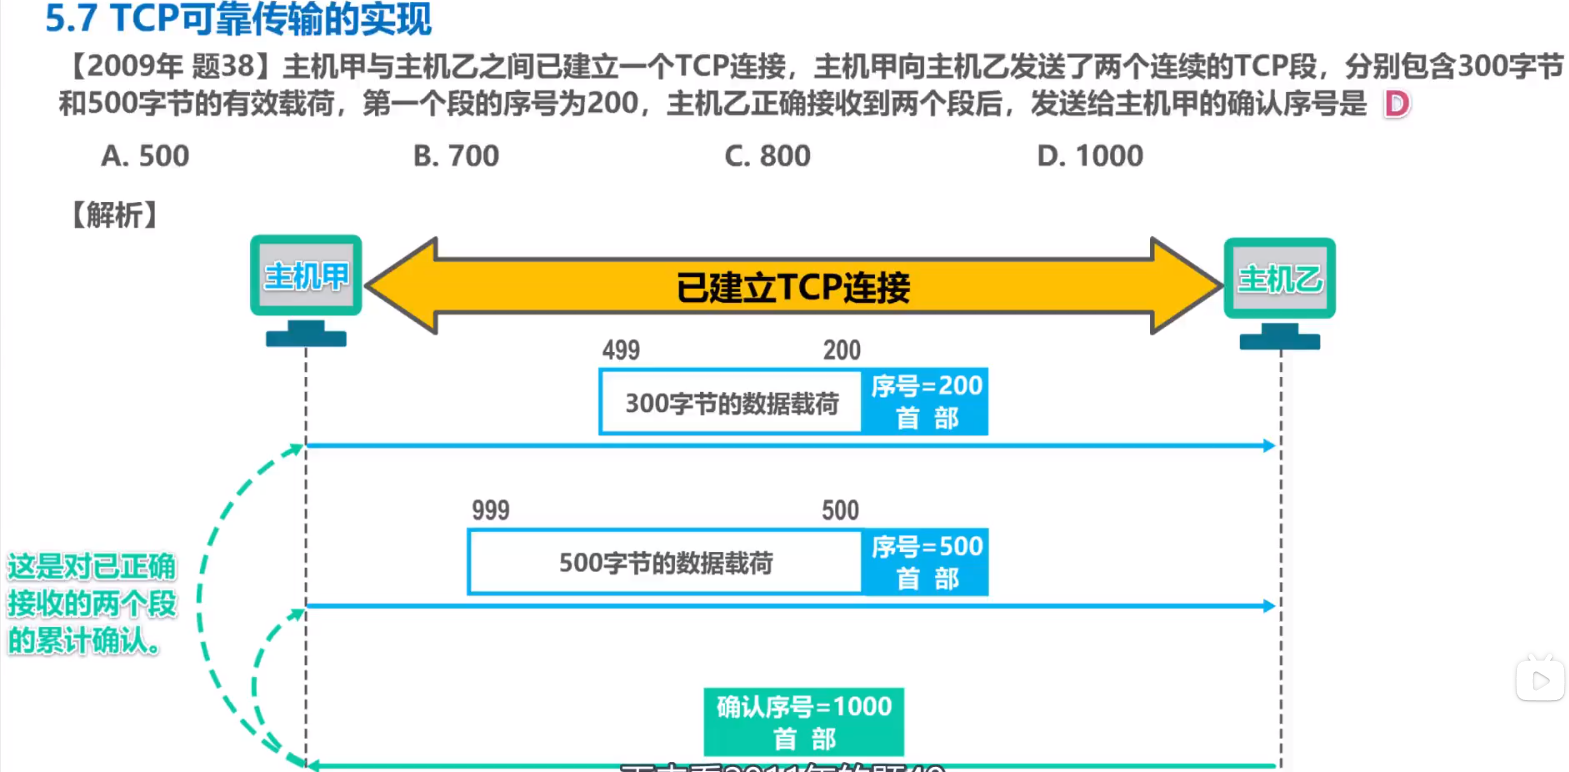 5.7 TCP可靠传输的实现
【2009年 题38】主机甲与主机乙之间已建立一个TCP连接，主机甲向主机乙发送了两个连续的TCP段，分别包含300字节
和500字节的有效载荷，第一个段的序号为200，主机乙正确接收到两个段后，发送给主机甲的确认序号是 D
A. 500 B. 700 C. 800 D. 1000
【解析】
主机甲
已建立TCP连接
主机乙
499 200
300字节的数据载荷
序号=200
首 部
999 500
500字节的数据载荷
序号=500
首 部
这是对已正确
接收的两个段
的累计确认。
确认序号=1000
首 部